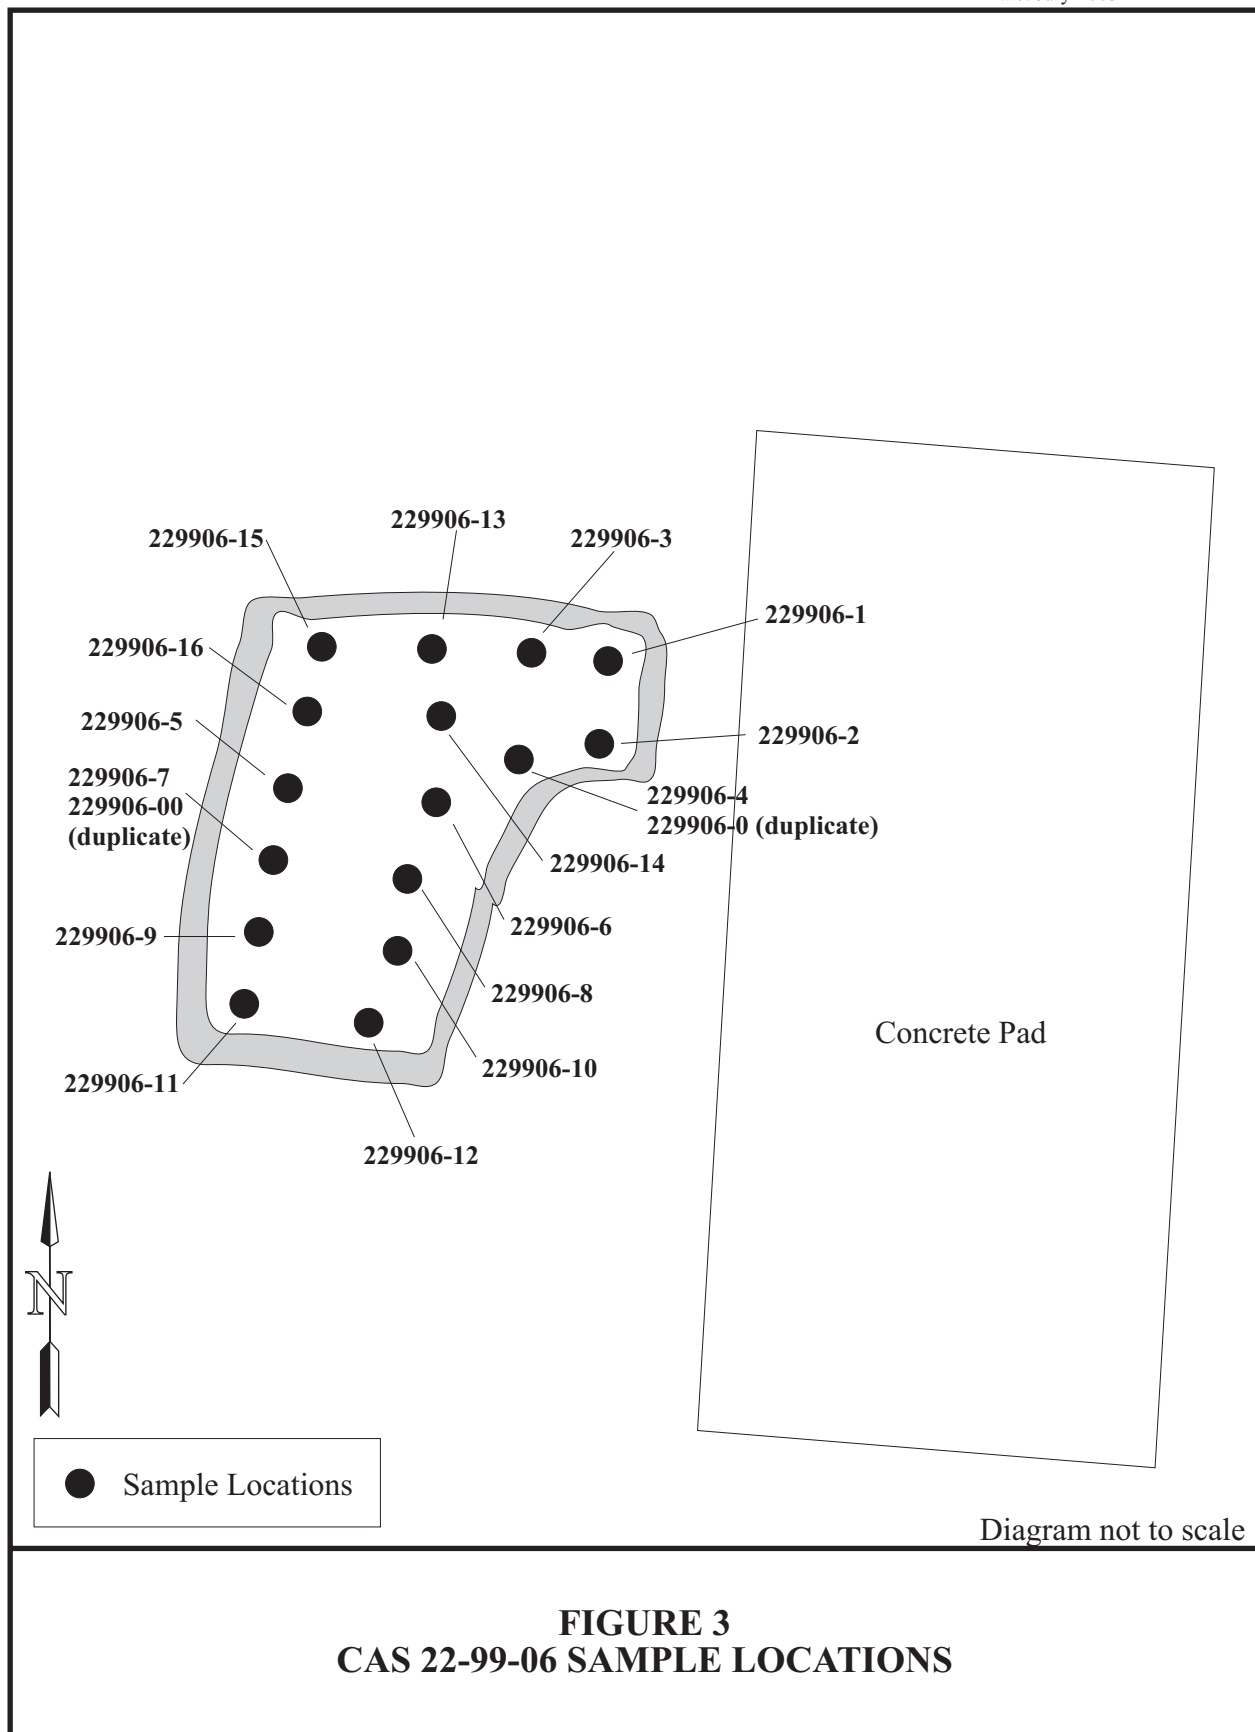 229906-13
229906-15
229906-3
229906-1
229906-16
229906-5
229906-2
229906-7
229906-00
(duplicate)
229906-4
229906-0 (duplicate)
229906-14
229906-6
229906-9
229906-8
Concrete Pad
229906-10
229906-11
229906-12
N
Sample Locations
Diagram not to scale
FIGURE 3
CAS 22-99-06 SAMPLE LOCATIONS